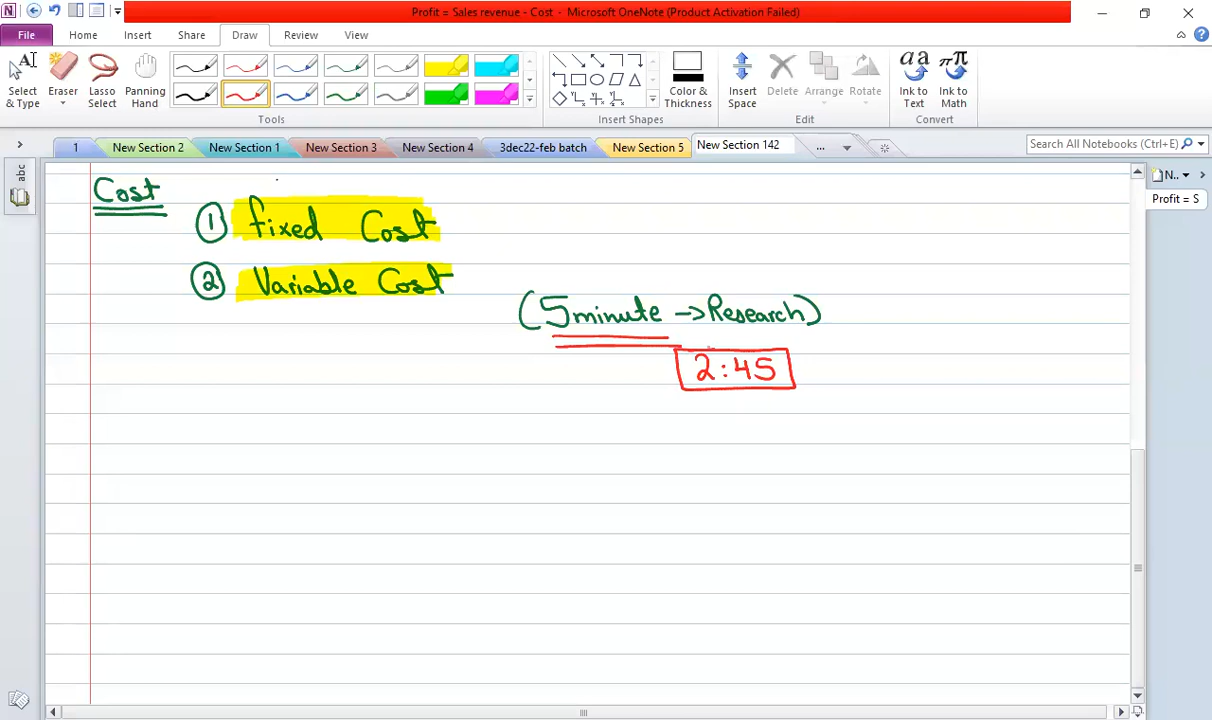 Profit = Sales revenue - Cost - Microsoft OneNote (Product Activation Failed)
File Home Insert Share Draw Review View
Select & Type Eraser Lasso Select Panning Hand Color & Thickness Insert Space Delete Arrange Rotate Ink to Text Ink to Math
Tools Insert Shapes Edit Convert
1 New Section 2 New Section 1 New Section 3 New Section 4 3dec22-feb batch New Section 5 New Section 142 ... Search All Notebooks (Ctrl+E)
abc
N..
Profit = S
Cost
① fixed Cost
② Variable Cost
(5minute →Research)
2:45